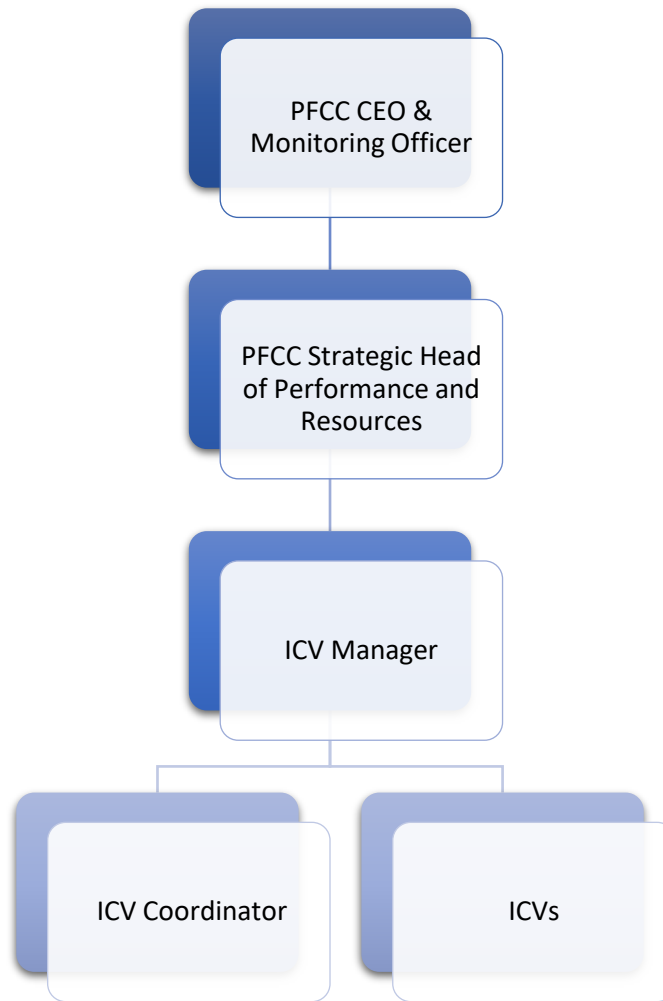 PFCC CEO &
Monitoring Officer
PFCC Strategic Head
of Performance and
Resources
ICV Manager
ICV Coordinator
ICVs